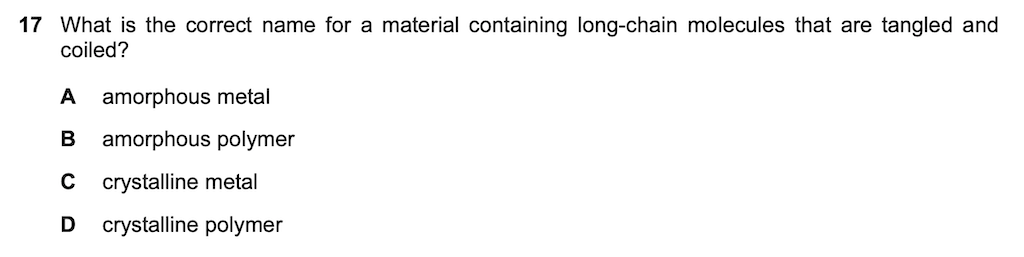 17 What is the correct name for a material containing long-chain molecules that are tangled and
coiled?
A amorphous metal
B amorphous polymer
C crystalline metal
D crystalline polymer